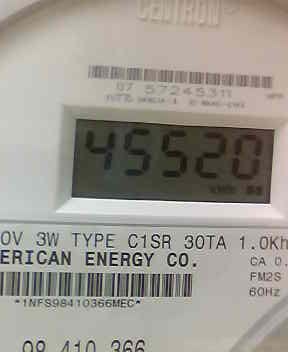 CENTRON
07 57245311
45520
0V 3W TYPE C1SR 30TA 1.0Kh
ERICAN ENERGY CO. CA 0.
FM2S
*1NFS98410366MEC* 60Hz
98 410 366